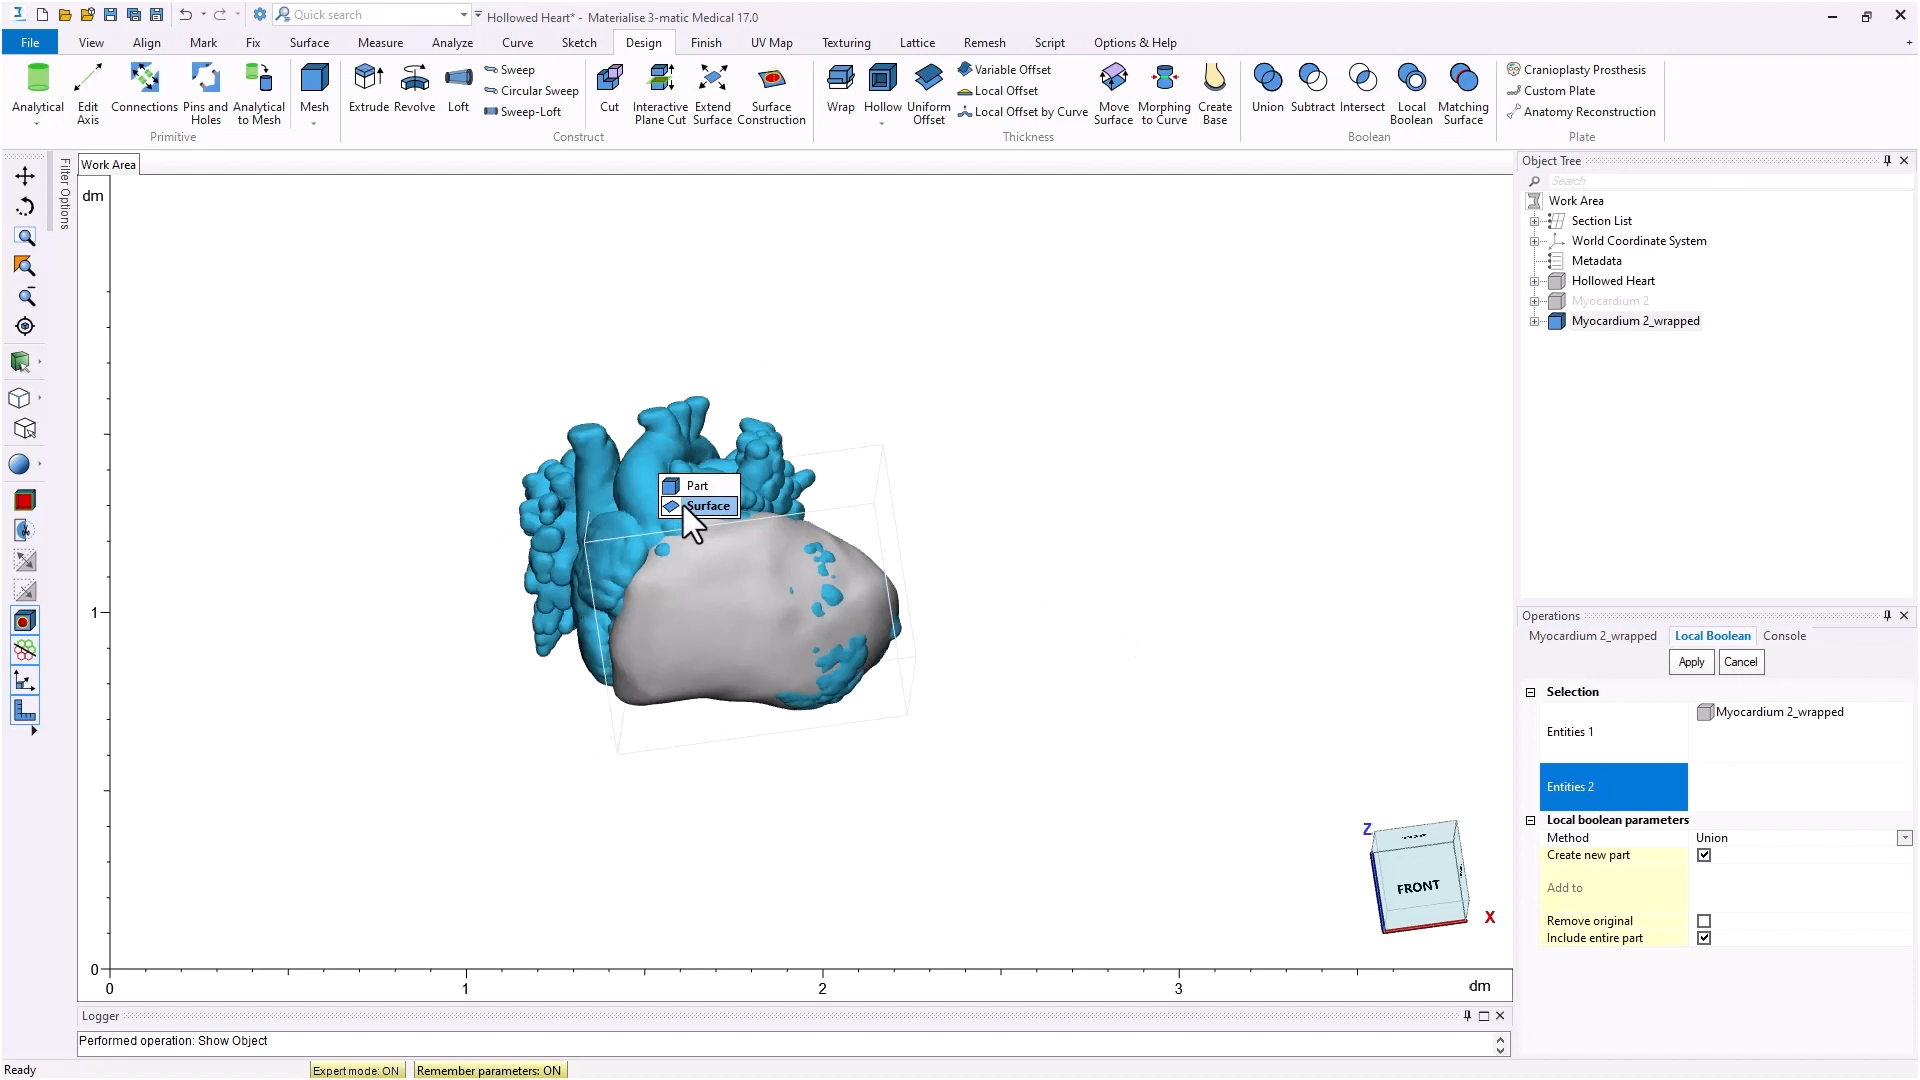 Quick search
Hollowed Heart* - Materialise 3-matic Medical 17.0
File View Align Mark Fix Surface Measure Analyze Curve Sketch Design Finish UV Map Texturing Lattice Remesh Script Options & Help
Analytical
Edit Axis
Connections
Pins and Holes
Analytical to Mesh
Primitive
Mesh
Extrude
Revolve
Loft
Sweep
Circular Sweep
Sweep-Loft
Construct
Cut
Interactive Plane Cut
Extend Surface
Surface Construction
Wrap
Hollow
Uniform Offset
Variable Offset
Local Offset
Local Offset by Curve
Move Surface
Morphing to Curve
Create Base
Thickness
Union
Subtract
Intersect
Local Boolean
Matching Surface
Boolean
Cranioplasty Prosthesis
Custom Plate
Anatomy Reconstruction
Plate
Filter Options
Work Area
dm
1
0
0 1 2 3 dm
Part
Surface
Z
FRONT
X
Object Tree
Search
Work Area
Section List
World Coordinate System
Metadata
Hollowed Heart
Myocardium 2
Myocardium 2_wrapped
Operations
Myocardium 2_wrapped Local Boolean Console
Apply Cancel
Selection
Entities 1 Myocardium 2_wrapped
Entities 2
Local boolean parameters
Method Union
Create new part
Add to
Remove original
Include entire part
Logger
Performed operation: Show Object
Ready Expert mode: ON Remember parameters: ON